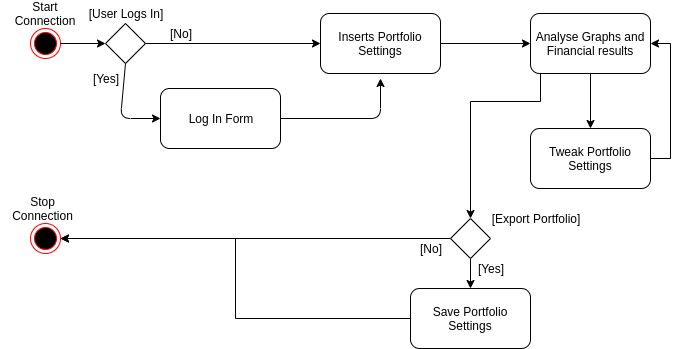 Start
Connection
[User Logs In]
[No]
Inserts Portfolio
Settings
Analyse Graphs and
Financial results
[Yes]
Log In Form
Tweak Portfolio
Settings
Stop
Connection
[Export Portfolio]
[No]
[Yes]
Save Portfolio
Settings